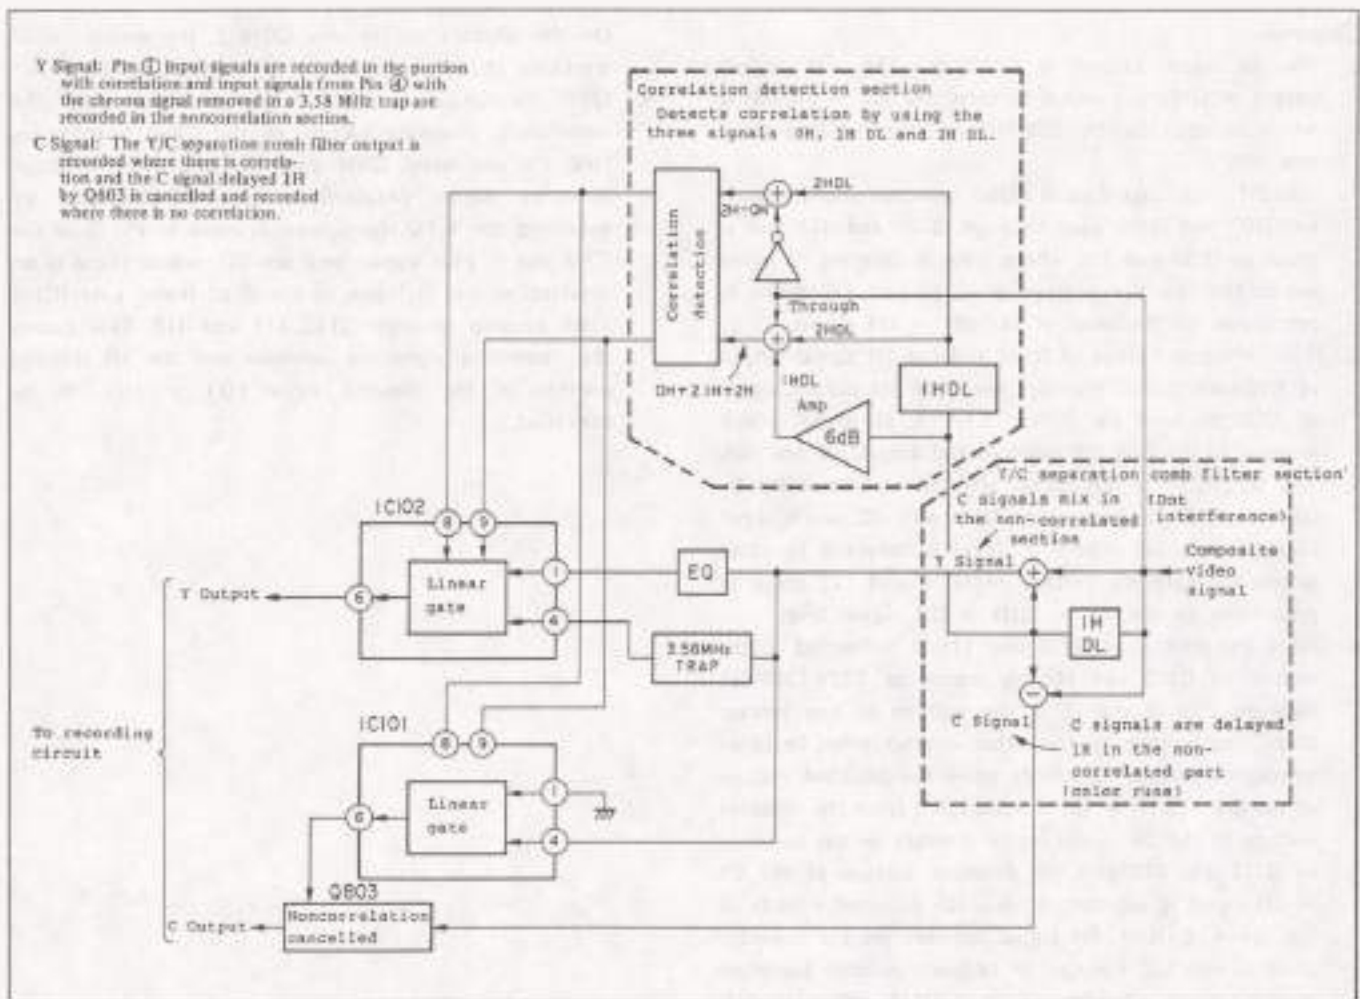 Y Signal: Pin ① input signals are recorded in the portion
with correlation and input signals from Pin ④ with
the chroma signal removed in a 3.58 MHz trap are
recorded in the noncorrelation section.
C Signal: The Y/C separation comb filter output is
recorded where there is correla-
tion and the C signal delayed 1H
by Q803 is cancelled and recorded
where there is no correlation.
Correlation detection section
Detects correlation by using the
three signals 0H, 1H DL and 2H DL.
Correlation
detection
2HDL
2H-0H
Through
2HDL
0H+2.1H+2H
1HDL
Amp
6dB
1HDL
Y/C separation comb filter section
C signals mix in
the non-correlated
section
(Dot
interference)
Y Signal
Composite
video
signal
1H
DL
C Signal
C signals are delayed
1H in the non-
correlated part
IC102
8 9
Linear
gate
1
4
6
Y Output
EQ
3.58MHz
TRAP
To recording
circuit
IC101
8 9
Linear
gate
1
4
6
Q803
Noncorrelation
cancelled
C Output